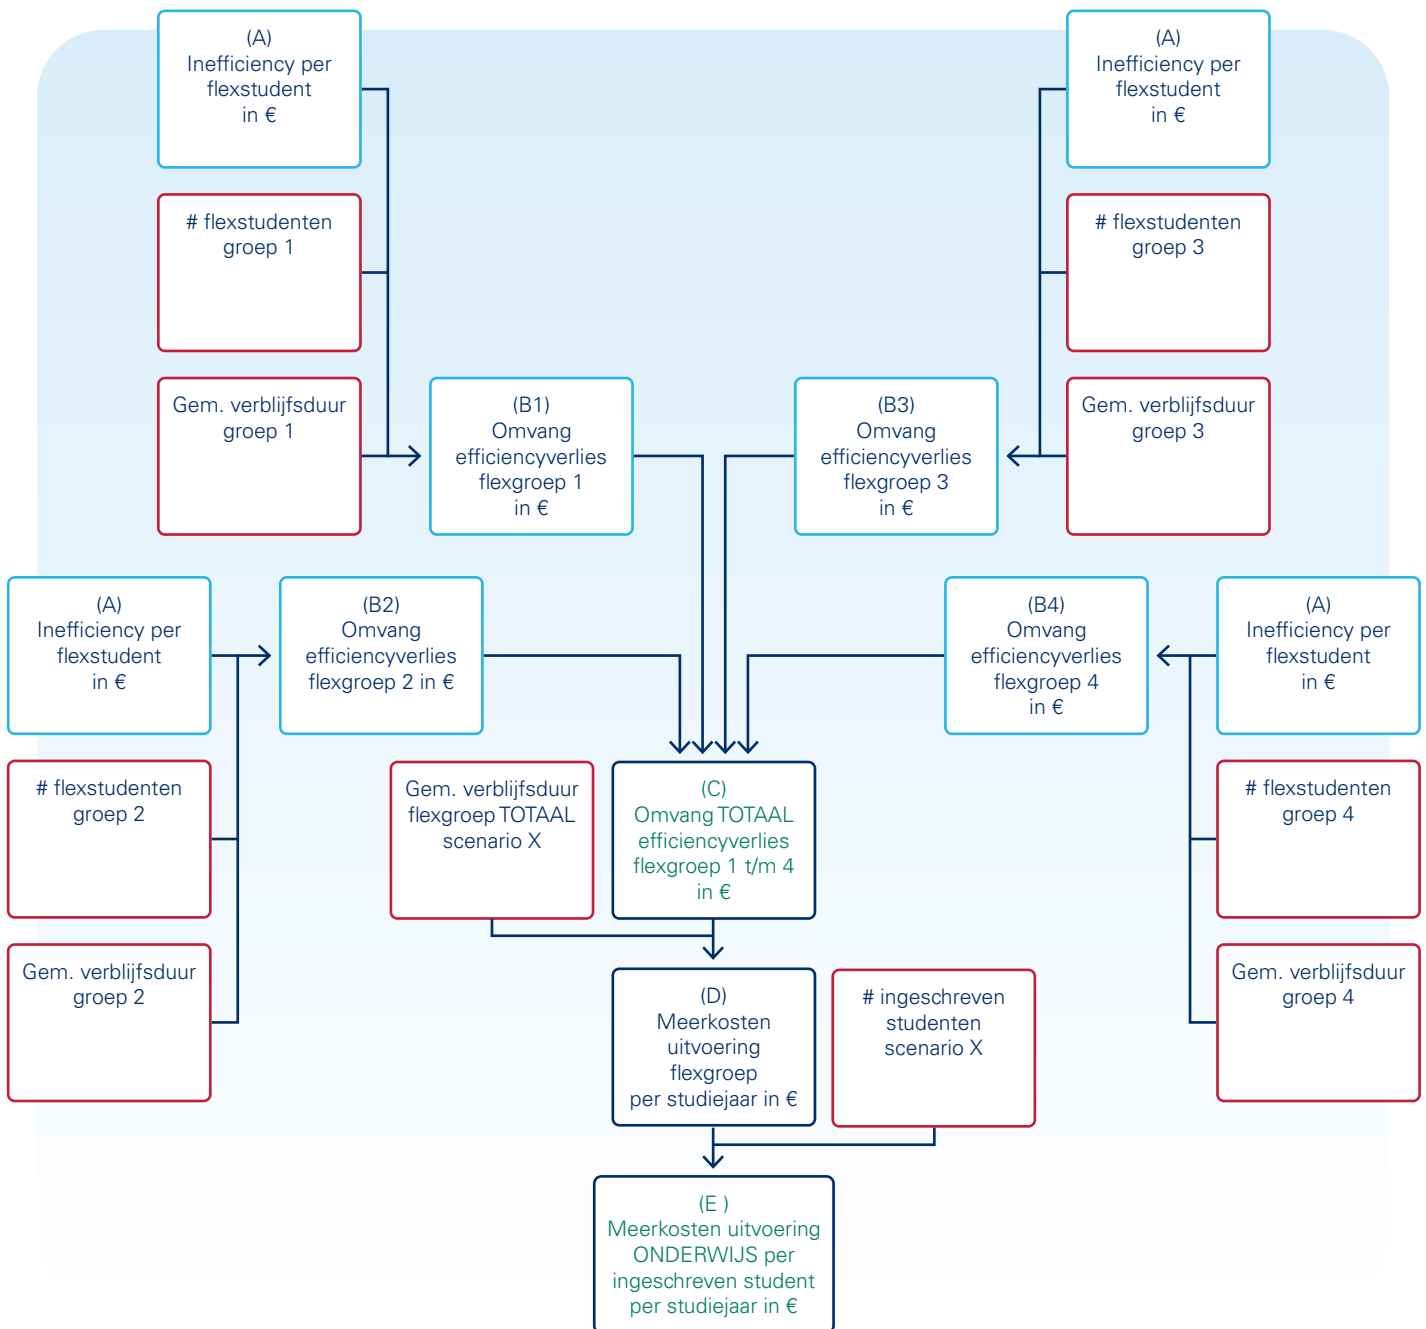 (A)
Inefficiency per
flexstudent
in €
# flexstudenten
groep 1
Gem. verblijfsduur
groep 1
(B1)
Omvang
efficiencyverlies
flexgroep 1
in €
(A)
Inefficiency per
flexstudent
in €
# flexstudenten
groep 3
Gem. verblijfsduur
groep 3
(B3)
Omvang
efficiencyverlies
flexgroep 3
in €
(A)
Inefficiency per
flexstudent
in €
# flexstudenten
groep 2
Gem. verblijfsduur
groep 2
(B2)
Omvang
efficiencyverlies
flexgroep 2 in €
(B4)
Omvang
efficiencyverlies
flexgroep 4
in €
(A)
Inefficiency per
flexstudent
in €
# flexstudenten
groep 4
Gem. verblijfsduur
groep 4
Gem. verblijfsduur
flexgroep TOTAAL
scenario X
(C)
Omvang TOTAAL
efficiencyverlies
flexgroep 1 t/m 4
in €
(D)
Meerkosten
uitvoering
flexgroep
per studiejaar in €
# ingeschreven
studenten
scenario X
(E )
Meerkosten uitvoering
ONDERWIJS per
ingeschreven student
per studiejaar in €